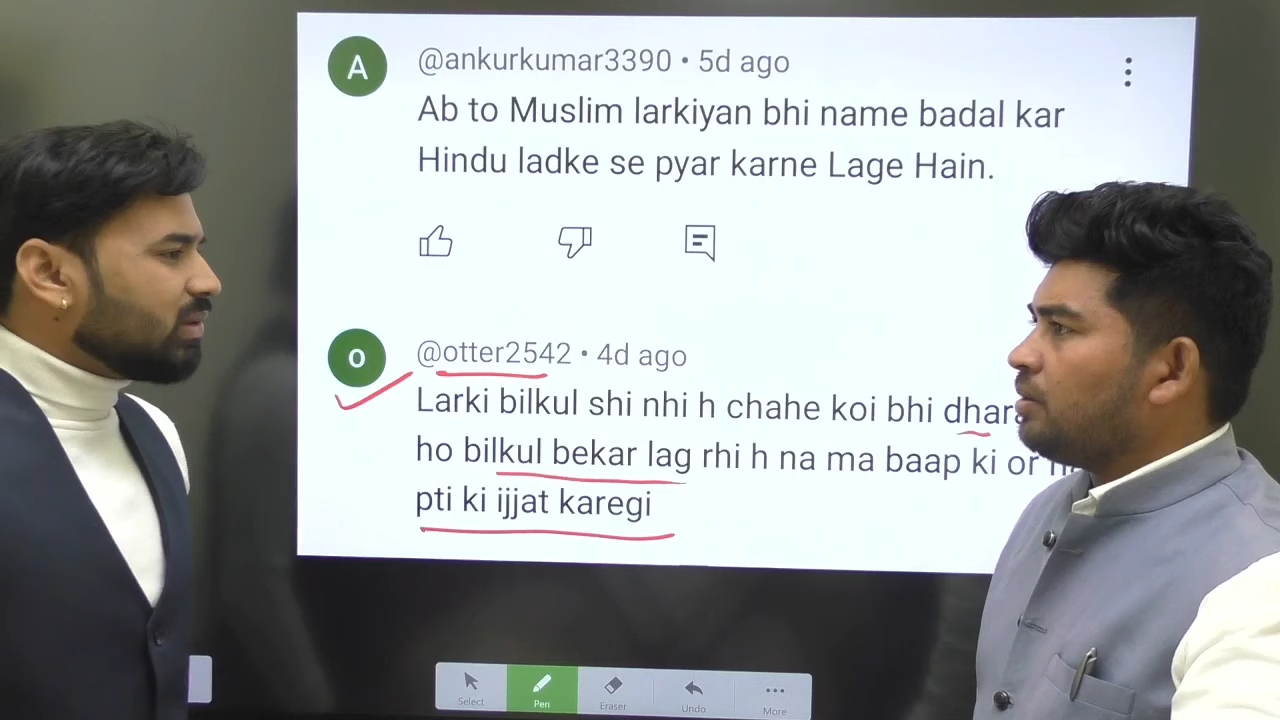 A
@ankurkumar3390 • 5d ago
Ab to Muslim larkiyan bhi name badal kar
Hindu ladke se pyar karne Lage Hain.
O
@otter2542 • 4d ago
Larki bilkul shi nhi h chahe koi bhi
ho bilkul bekar lag rhi h na ma baap ki or
pti ki ijjat karegi
Select Pen Eraser Undo More